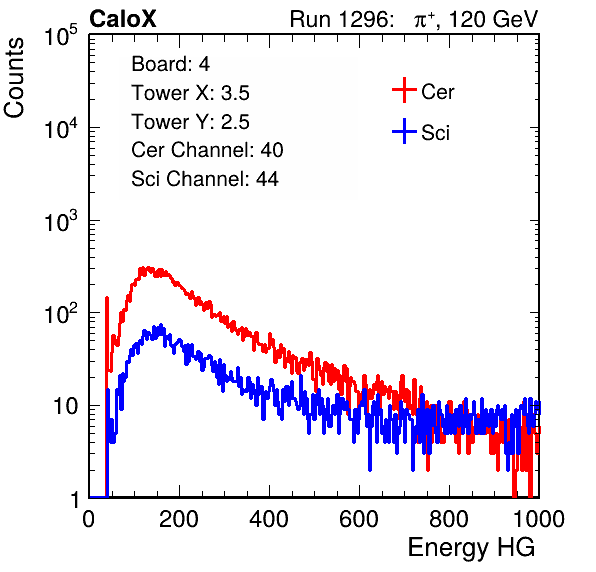 CaloX Run 1296: π⁺, 120 GeV
Counts
10⁵
10⁴
10³
10²
10
1
Board: 4
Tower X: 3.5
Tower Y: 2.5
Cer Channel: 40
Sci Channel: 44
Cer
Sci
0 200 400 600 800 1000
Energy HG